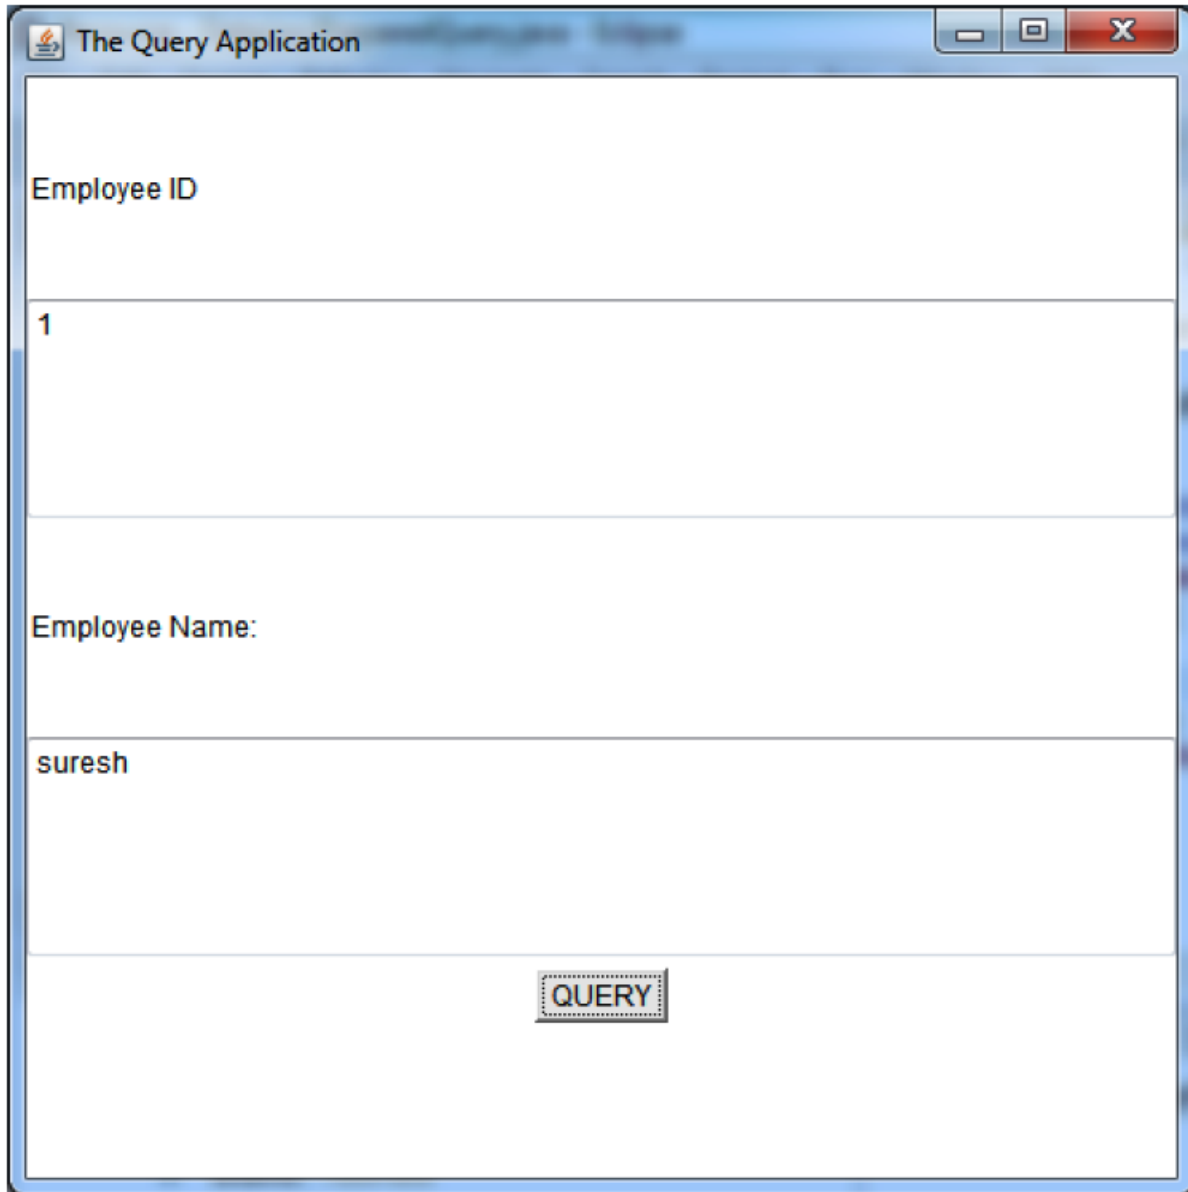 The Query Application
Employee ID
1
Employee Name:
suresh
QUERY